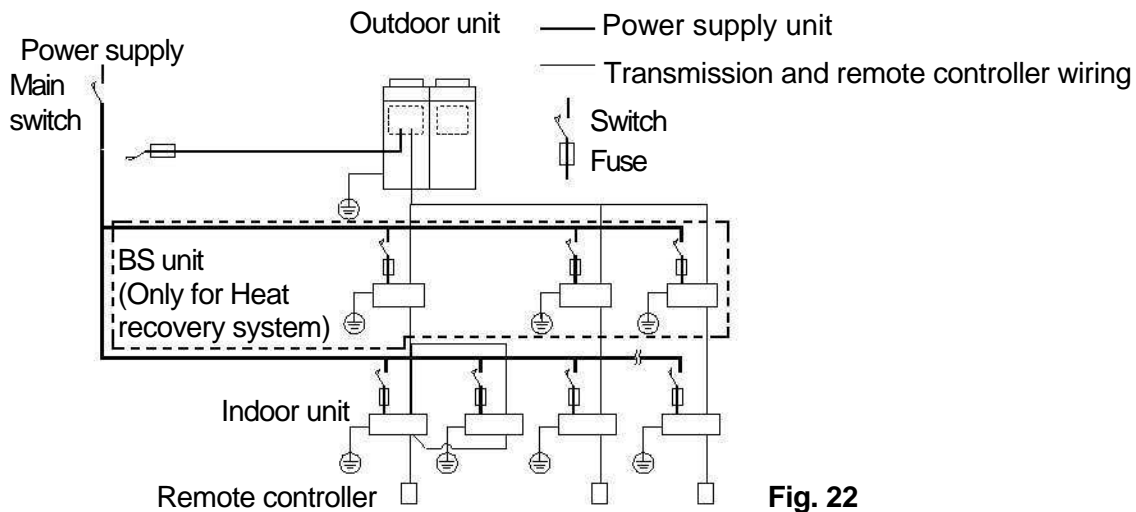 Outdoor unit
Power supply unit
Power supply
Main
switch
Transmission and remote controller wiring
Switch
Fuse
BS unit
(Only for Heat
recovery system)
Indoor unit
Remote controller
Fig. 22